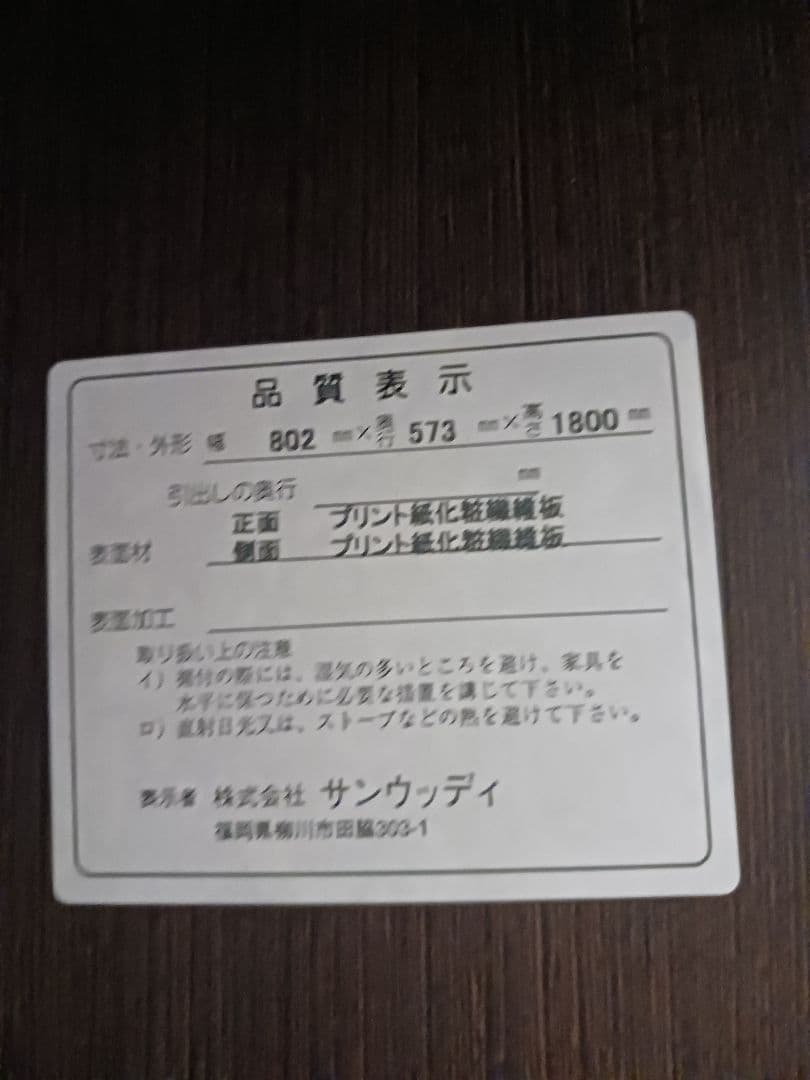 品質表示
寸法・外形 幅 802 mm×奥行 573 mm×高さ 1800 mm
引出しの奥行 mm
正面 プリント紙化粧繊維板
表面材 側面 プリント紙化粧繊維板
表面加工
取り扱い上の注意
イ)据付の際には、湿気の多いところを避け、家具を
水平に保つために必要な措置を講じて下さい。
ロ)直射日光又は、ストーブなどの熱を避けて下さい。
表示者 株式会社 サンウッディ
福岡県柳川市田脇303-1